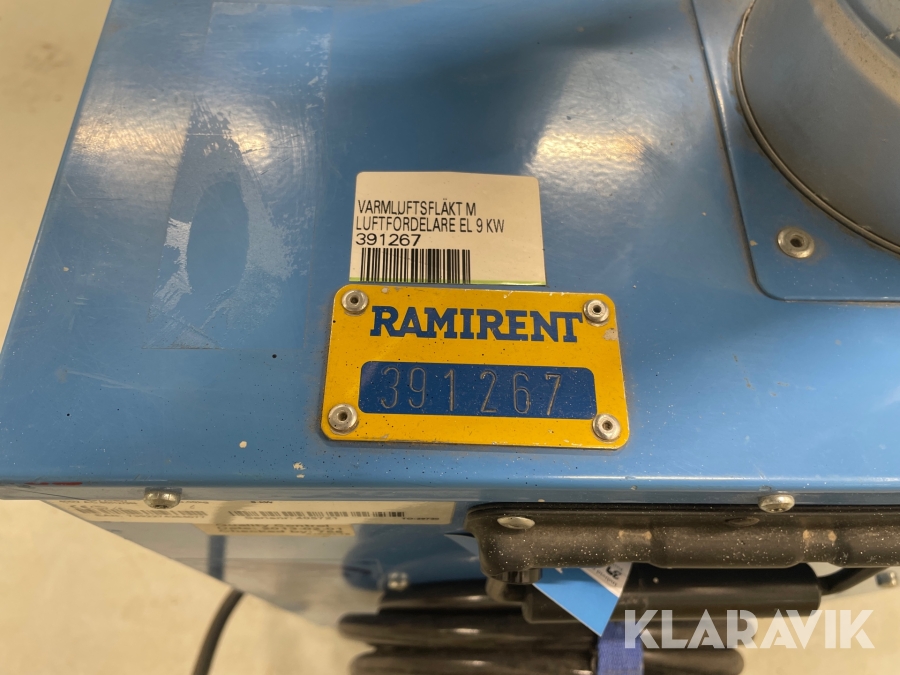 VARMLUFTSFLÄKT M
LUFTFÖRDELARE EL 9 KW
391267
RAMIRENT
391267
KLARAVIK